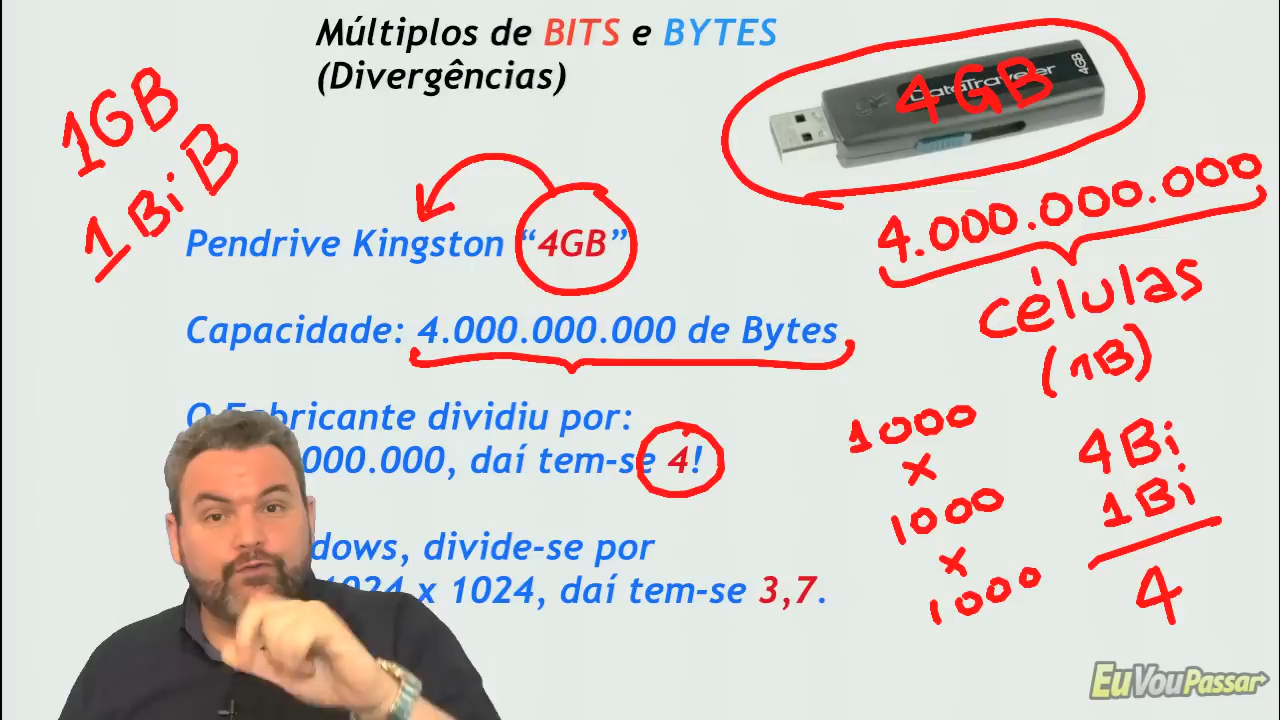 Múltiplos de BITS e BYTES
(Divergências)
1GB
1BiB
DataTraveler
4GB
4GB
4.000.000.000
células
(1B)
Pendrive Kingston “4GB”
Capacidade: 4.000.000.000 de Bytes
O Fabricante dividiu por:
000.000, daí tem-se 4!
dows, divide-se por
1024 x 1024, daí tem-se 3,7.
1000
x
1000
x
1000
4Bi
1Bi
4
EuVouPassar